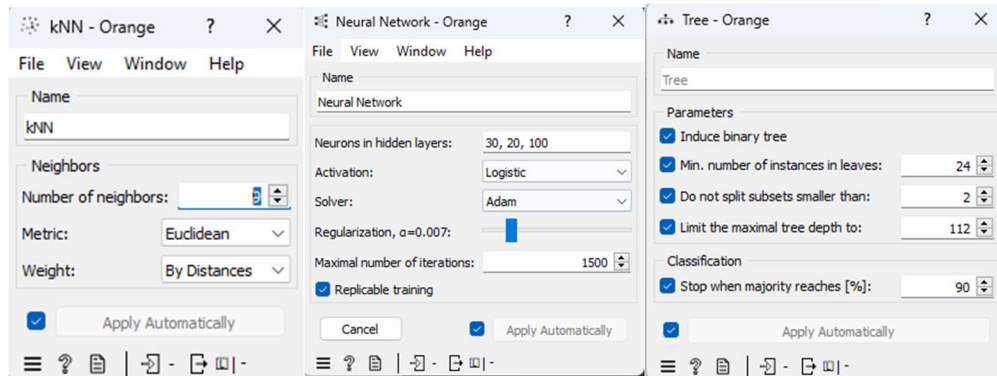 kNN - Orange ? ×
File View Window Help
Name
kNN
Neighbors
Number of neighbors:
Metric: Euclidean
Weight: By Distances
Apply Automatically
Neural Network - Orange ? ×
File View Window Help
Name
Neural Network
Neurons in hidden layers: 30, 20, 100
Activation: Logistic
Solver: Adam
Regularization, α=0.007:
Maximal number of iterations: 1500
Replicable training
Cancel Apply Automatically
Tree - Orange ? ×
Name
Tree
Parameters
Induce binary tree
Min. number of instances in leaves: 24
Do not split subsets smaller than: 2
Limit the maximal tree depth to: 112
Classification
Stop when majority reaches [%]: 90
Apply Automatically